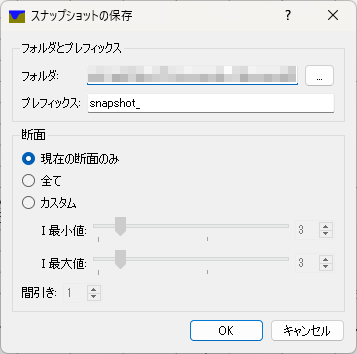 スナップショットの保存
フォルダとプレフィックス
フォルダ:
...
プレフィックス: snapshot_
断面
現在の断面のみ
全て
カスタム
I 最小値: 3
I 最大値: 3
間引き: 1
OK キャンセル